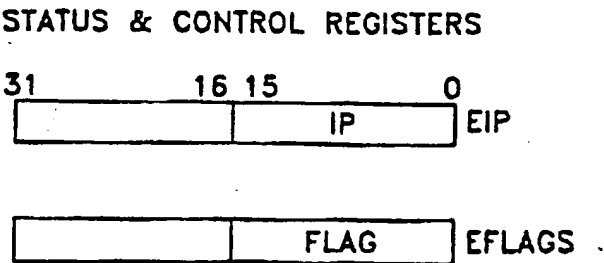 STATUS & CONTROL REGISTERS
31 16 15 0
IP EIP
FLAG EFLAGS